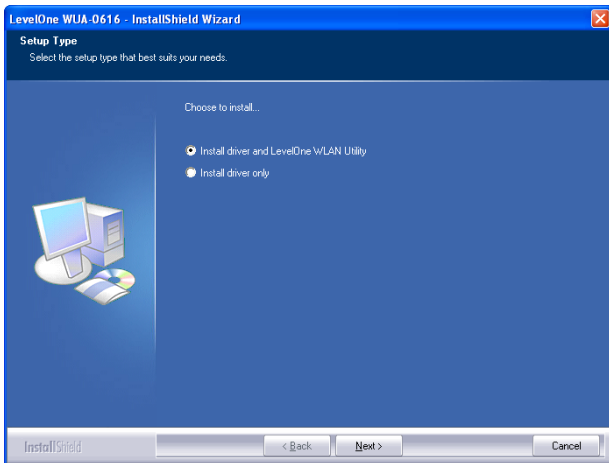 LevelOne WUA-0616 - InstallShield Wizard
Setup Type
Select the setup type that best suits your needs.
Choose to install...
Install driver and LevelOne WLAN Utility
Install driver only
InstallShield
< Back
Next >
Cancel